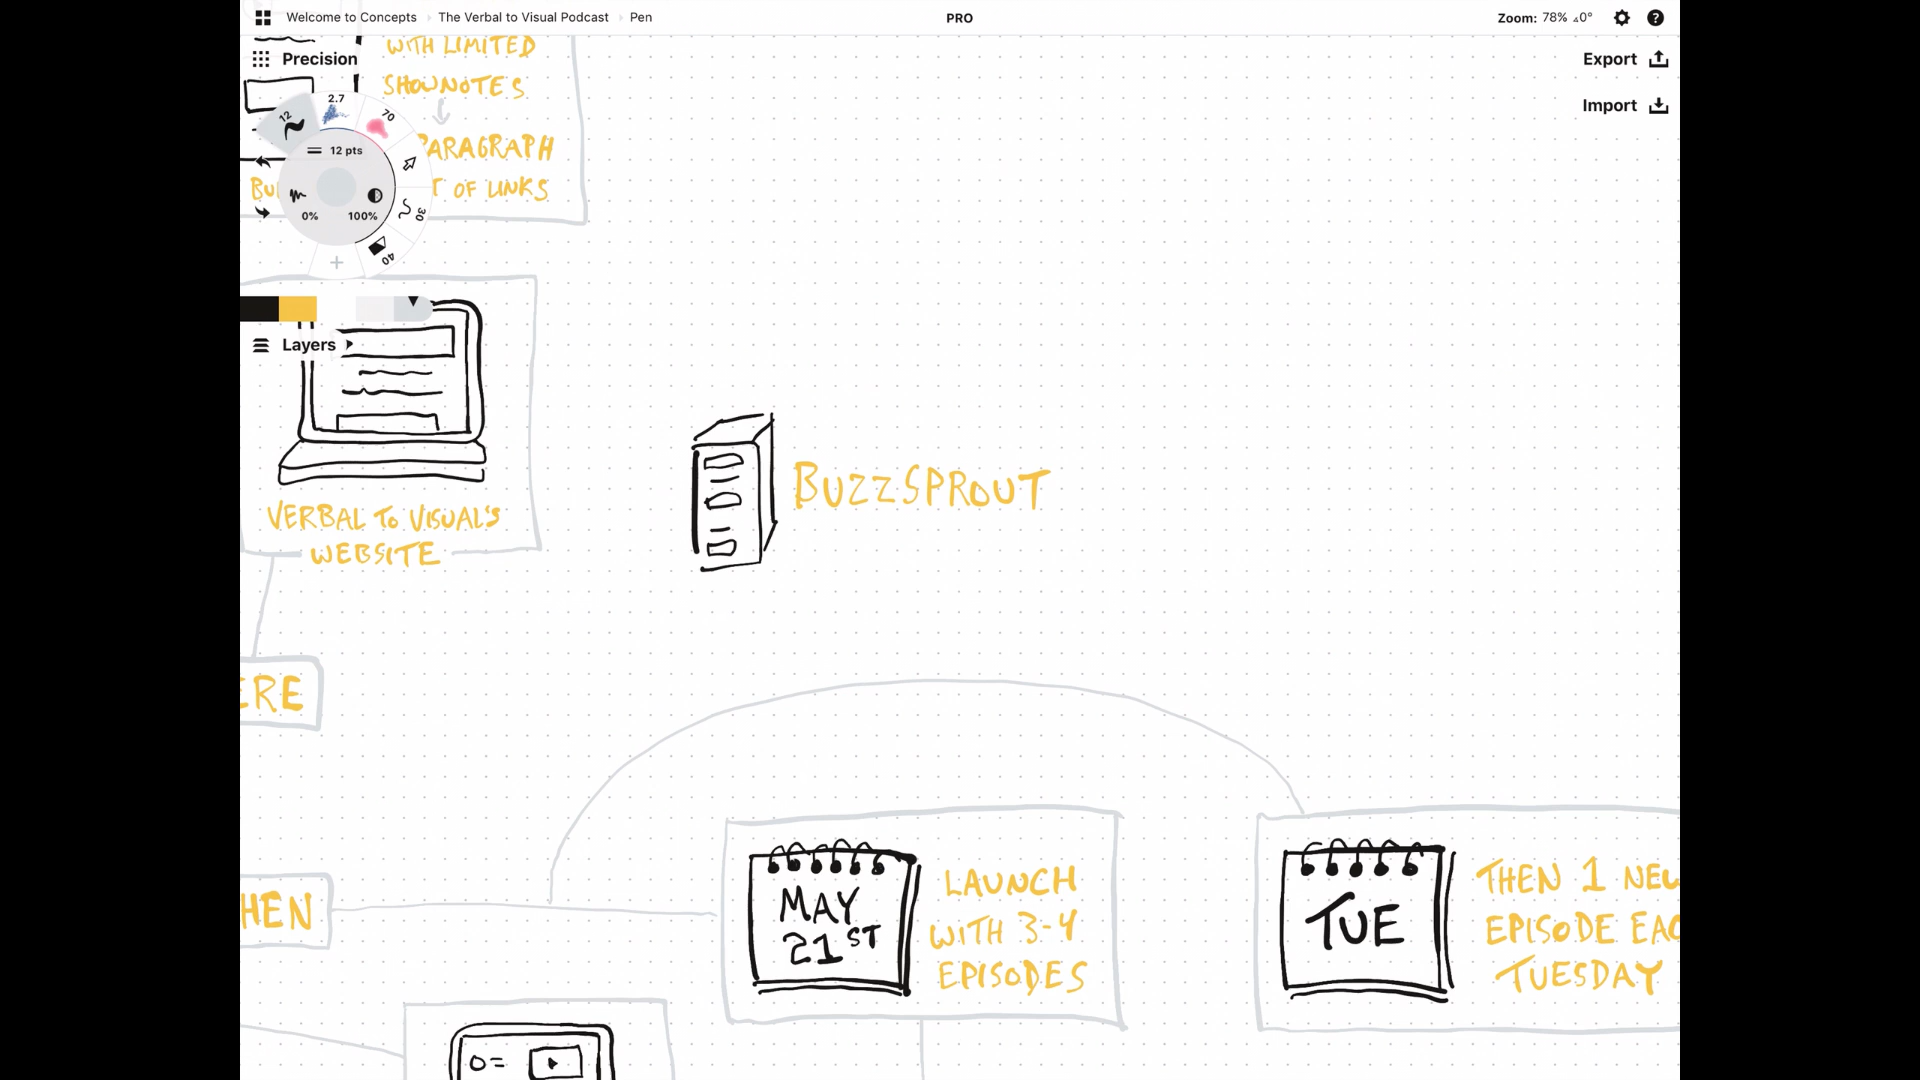 Welcome to Concepts › The Verbal to Visual Podcast › Pen
PRO
Zoom: 78% 0°
Precision
Export
Import
WITH LIMITED
SHOWNOTES
PARAGRAPH
OF LINKS
2.7
70
12
12 pts
0%
100%
30
40
Layers
VERBAL TO VISUAL'S
WEBSITE
BUZZSPROUT
ERE
HEN
MAY
21ST
LAUNCH
WITH 3-4
EPISODES
TUE
THEN 1 NEW
EPISODE EAC
TUESDAY